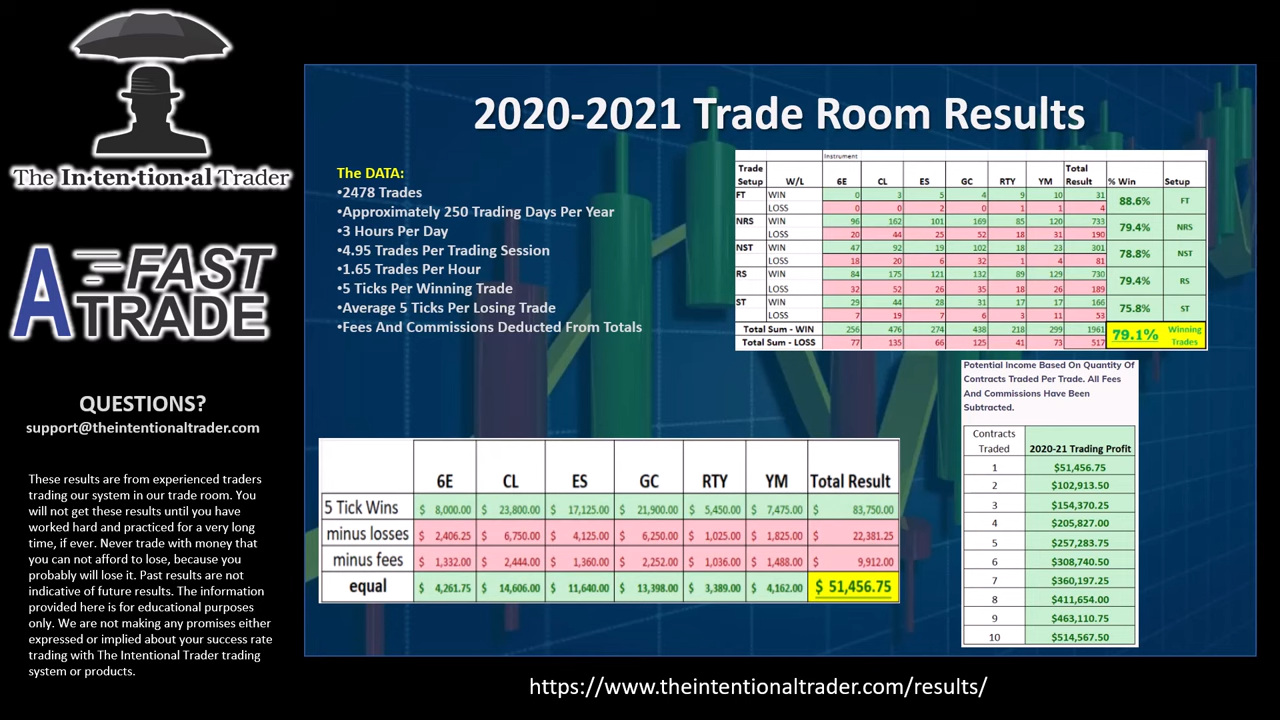 The In·ten·tion·al Trader
A FAST
TRADE
QUESTIONS?
support@theintentionaltrader.com
These results are from experienced traders
trading our system in our trade room. You
will not get these results until you have
worked hard and practiced for a very long
time, if ever. Never trade with money that
you can not afford to lose, because you
probably will lose it. Past results are not
indicative of future results. The information
provided here is for educational purposes
only. We are not making any promises either
expressed or implied about your success rate
trading with The Intentional Trader trading
system or products.
2020-2021 Trade Room Results
The DATA:
•2478 Trades
•Approximately 250 Trading Days Per Year
•3 Hours Per Day
•4.95 Trades Per Trading Session
•1.65 Trades Per Hour
•5 Ticks Per Winning Trade
•Average 5 Ticks Per Losing Trade
•Fees And Commissions Deducted From Totals
Instrument
Trade Setup W/L 6E CL ES GC RTY YM Total Result % Win Setup
FT WIN 0 3 5 4 9 10 31 88.6% FT
LOSS 0 0 2 0 1 1 4
NRS WIN 96 162 101 169 85 120 733 79.4% NRS
LOSS 20 44 25 52 18 31 190
NST WIN 47 92 19 102 18 23 301 78.8% NST
LOSS 18 20 6 32 1 4 81
RS WIN 84 175 121 132 89 129 730 79.4% RS
LOSS 32 52 26 35 18 26 189
ST WIN 29 44 28 31 17 17 166 75.8% ST
LOSS 7 19 7 6 3 11 53
Total Sum - WIN 256 476 274 438 218 299 1961 79.1% Winning Trades
Total Sum - LOSS 77 135 66 125 41 73 517
6E CL ES GC RTY YM Total Result
5 Tick Wins $ 8,000.00 $ 23,800.00 $ 17,125.00 $ 21,900.00 $ 5,450.00 $ 7,475.00 $ 83,750.00
minus losses $ 2,406.25 $ 6,750.00 $ 4,125.00 $ 6,250.00 $ 1,025.00 $ 1,825.00 $ 22,381.25
minus fees $ 1,332.00 $ 2,444.00 $ 1,360.00 $ 2,252.00 $ 1,036.00 $ 1,488.00 $ 9,912.00
equal $ 4,261.75 $ 14,606.00 $ 11,640.00 $ 13,398.00 $ 3,389.00 $ 4,162.00 $ 51,456.75
Potential Income Based On Quantity Of
Contracts Traded Per Trade. All Fees
And Commissions Have Been
Subtracted.
Contracts
Traded 2020-21 Trading Profit
1 $51,456.75
2 $102,913.50
3 $154,370.25
4 $205,827.00
5 $257,283.75
6 $308,740.50
7 $360,197.25
8 $411,654.00
9 $463,110.75
10 $514,567.50
https://www.theintentionaltrader.com/results/